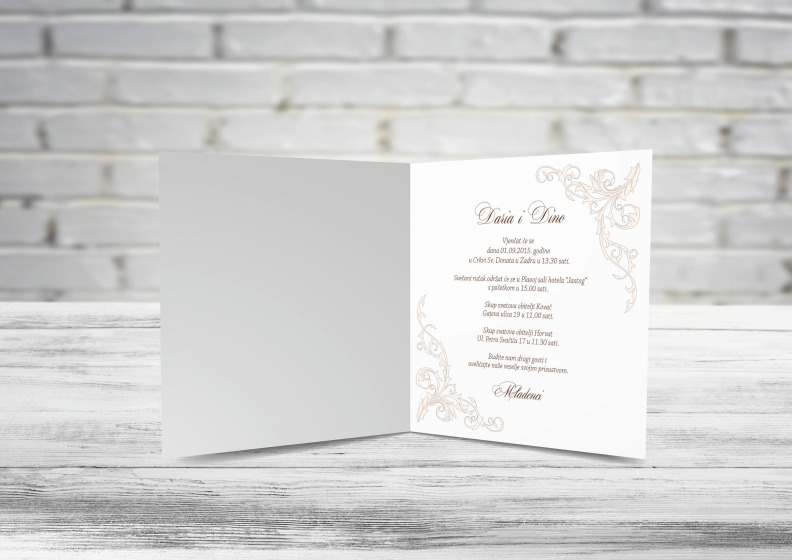 Daria i Dino
Vjenčat će se
dana 01.09.2015. godine
u Crkvi Sv. Donata u Zadru u 13.30 sati.
Svečani ručak održat će se u Plavoj sali hotela "Jastog"
s početkom u 15.00 sati.
Skup svatova obitelji Kovač
Gajeva ulica 19 u 11.00 sati.
Skup svatova obitelji Horvat
Ul. Petra Svačića 17 u 11.30 sati.
Budite nam dragi gosti i
uveličajte naše veselje svojim prisustvom.
Mladenci